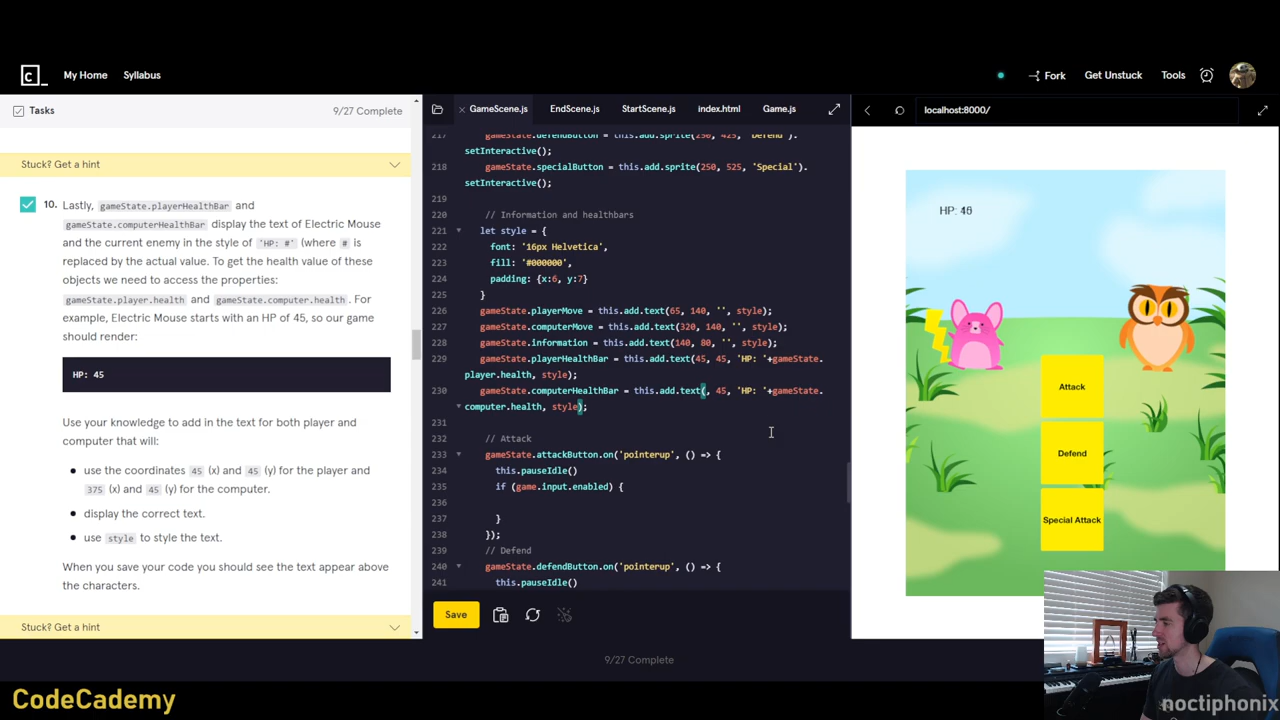 c_
My Home
Syllabus
Fork
Get Unstuck
Tools
Tasks
9/27 Complete
Stuck? Get a hint
10. Lastly, gameState.playerHealthBar and
gameState.computerHealthBar display the text of Electric Mouse
and the current enemy in the style of 'HP: #' (where # is
replaced by the actual value. To get the health value of these
objects we need to access the properties:
gameState.player.health and gameState.computer.health. For
example, Electric Mouse starts with an HP of 45, so our game
should render:
HP: 45
Use your knowledge to add in the text for both player and
computer that will:
use the coordinates 45 (x) and 45 (y) for the player and
375 (x) and 45 (y) for the computer.
display the correct text.
use style to style the text.
When you save your code you should see the text appear above
the characters.
Stuck? Get a hint
GameScene.js
EndScene.js
StartScene.js
index.html
Game.js
217 gameState.defendButton = this.add.sprite(250, 425, 'Defend').
setInteractive();
218 gameState.specialButton = this.add.sprite(250, 525, 'Special').
setInteractive();
219
220 // Information and healthbars
221 let style = {
222 font: '16px Helvetica',
223 fill: '#000000',
224 padding: {x:6, y:7}
225 }
226 gameState.playerMove = this.add.text(65, 140, '', style);
227 gameState.computerMove = this.add.text(320, 140, '', style);
228 gameState.information = this.add.text(140, 80, '', style);
229 gameState.playerHealthBar = this.add.text(45, 45, 'HP: '+gameState.
player.health, style);
230 gameState.computerHealthBar = this.add.text(, 45, 'HP: '+gameState.
computer.health, style);
231
232 // Attack
233 gameState.attackButton.on('pointerup', () => {
234 this.pauseIdle()
235 if (game.input.enabled) {
236
237 }
238 });
239 // Defend
240 gameState.defendButton.on('pointerup', () => {
241 this.pauseIdle()
Save
9/27 Complete
localhost:8000/
HP:
Attack
Defend
Special Attack
CodeCademy
noctiphonix